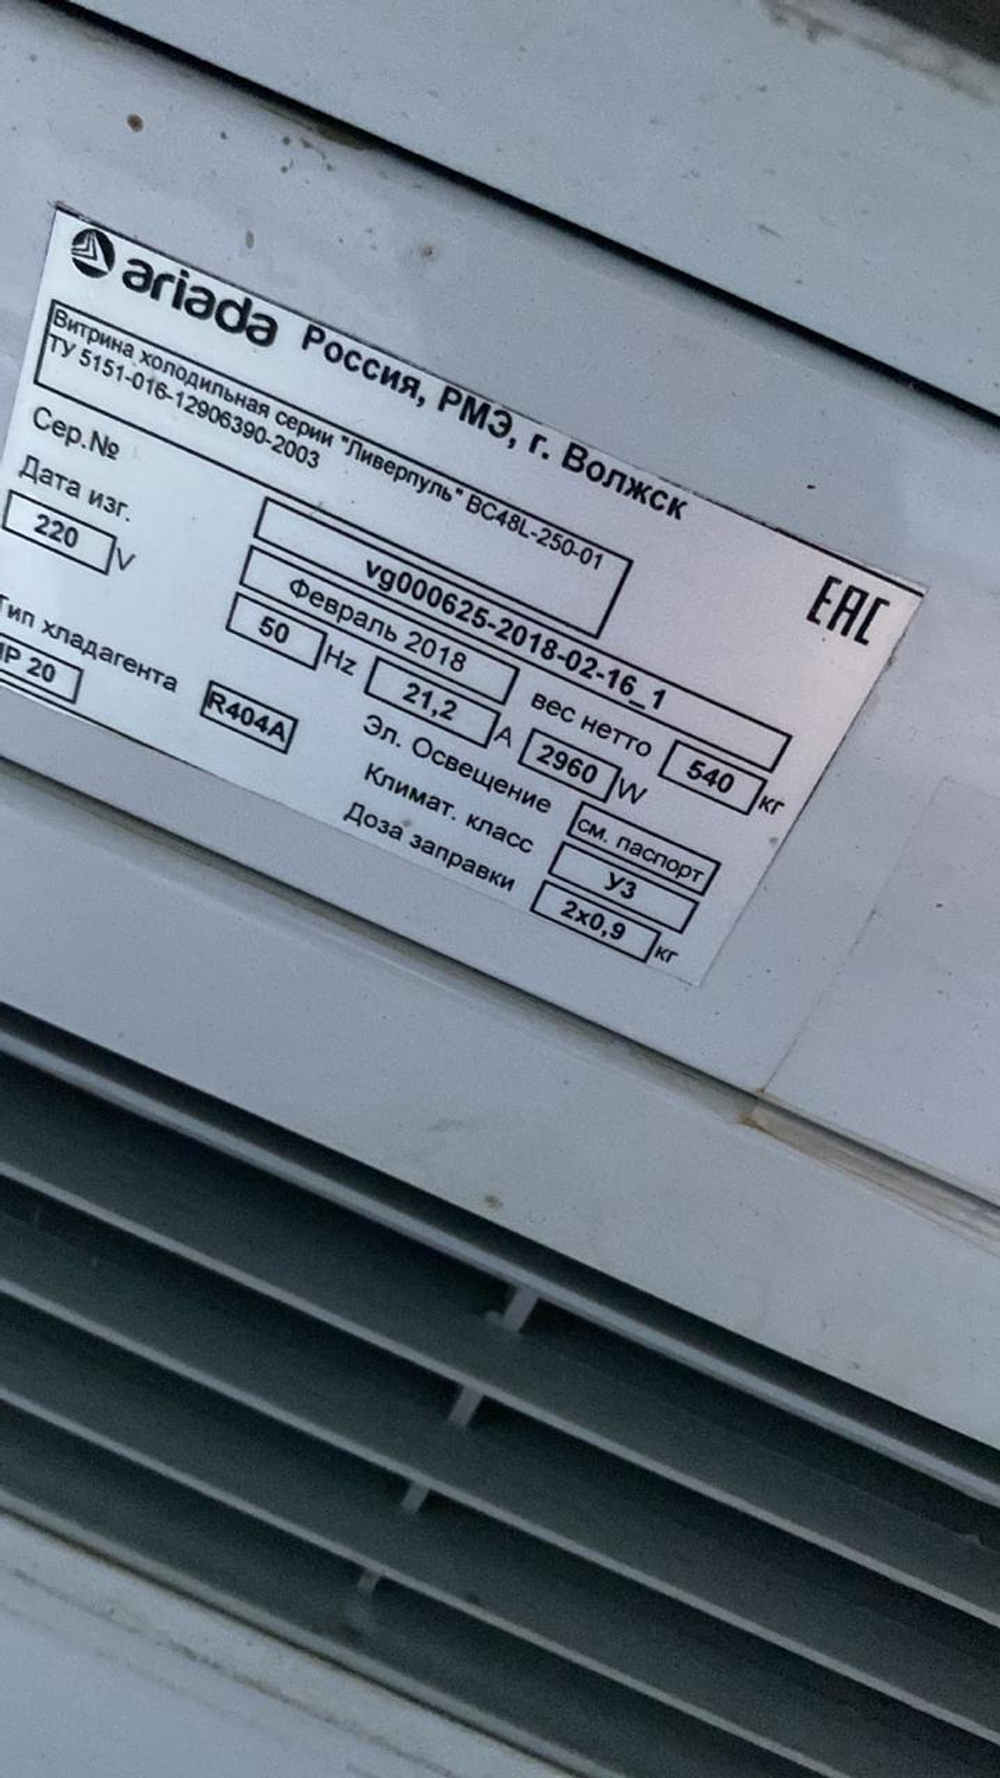 ariada Россия, РМЭ, г. Волжск
Витрина холодильная серии "Ливерпуль" ВС48L-250-01
ТУ 5151-016-12906390-2003
EAC
Сер.№ vg000625-2018-02-16_1
Дата изг. Февраль 2018 вес нетто 540 кг
220 V 50 Hz 21,2 A 2960 W
Эл. Освещение см. паспорт
Тип хладагента R404A Климат. класс У3
IP 20 Доза заправки 2x0,9 кг